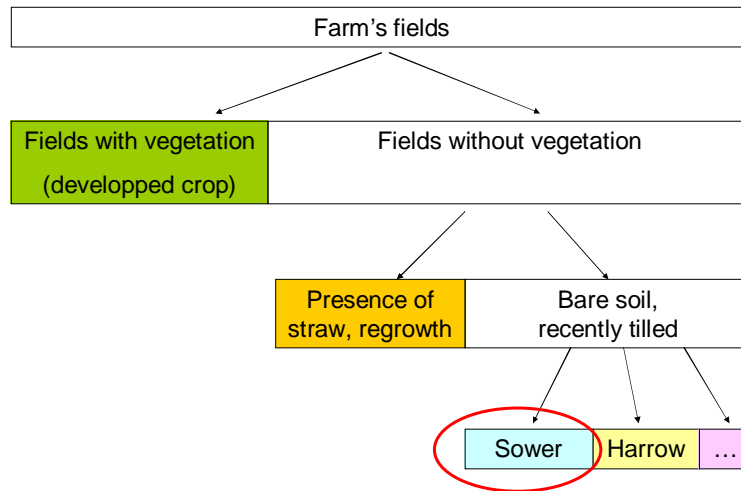 Farm's fields
Fields with vegetation
(developped crop)
Fields without vegetation
Presence of
straw, regrowth
Bare soil,
recently tilled
Sower
Harrow
…